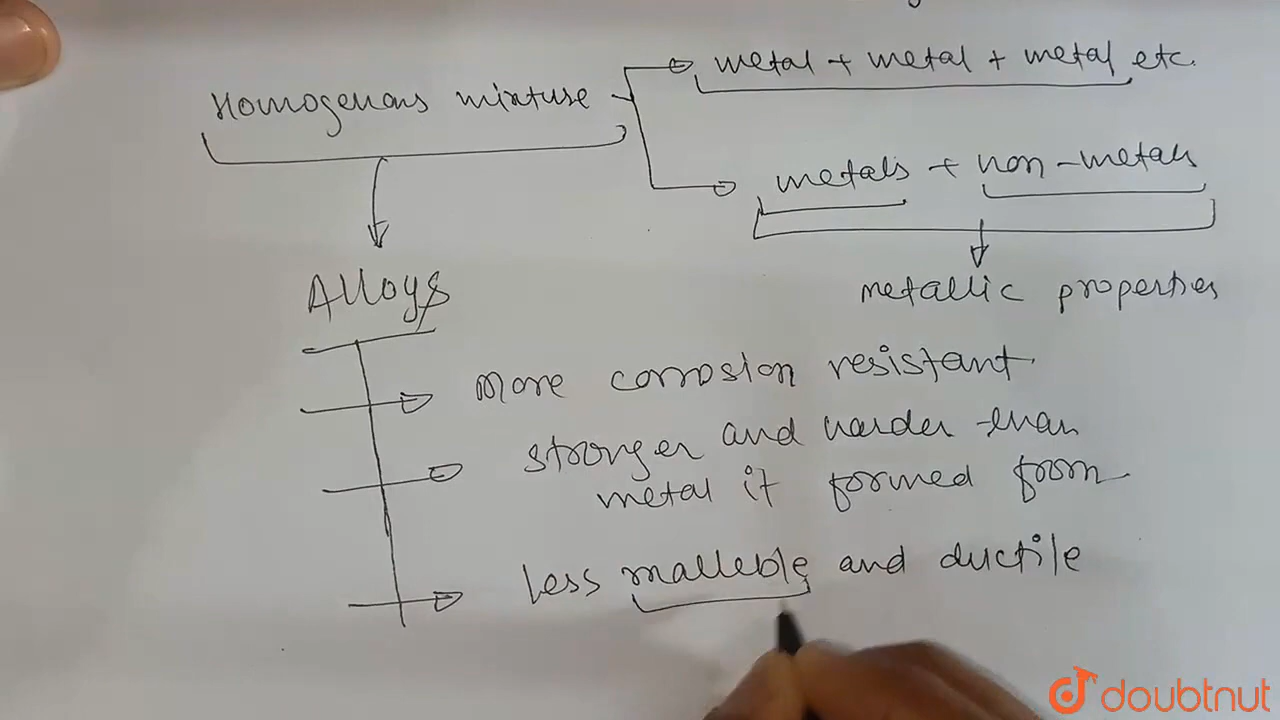 metal + metal + metal etc.
Homogenous mixture
metals + non-metals
Alloys
metallic properties
More corrosion resistant.
stronger and harder than
metal it formed from
less malleble and ductile
doubtnut